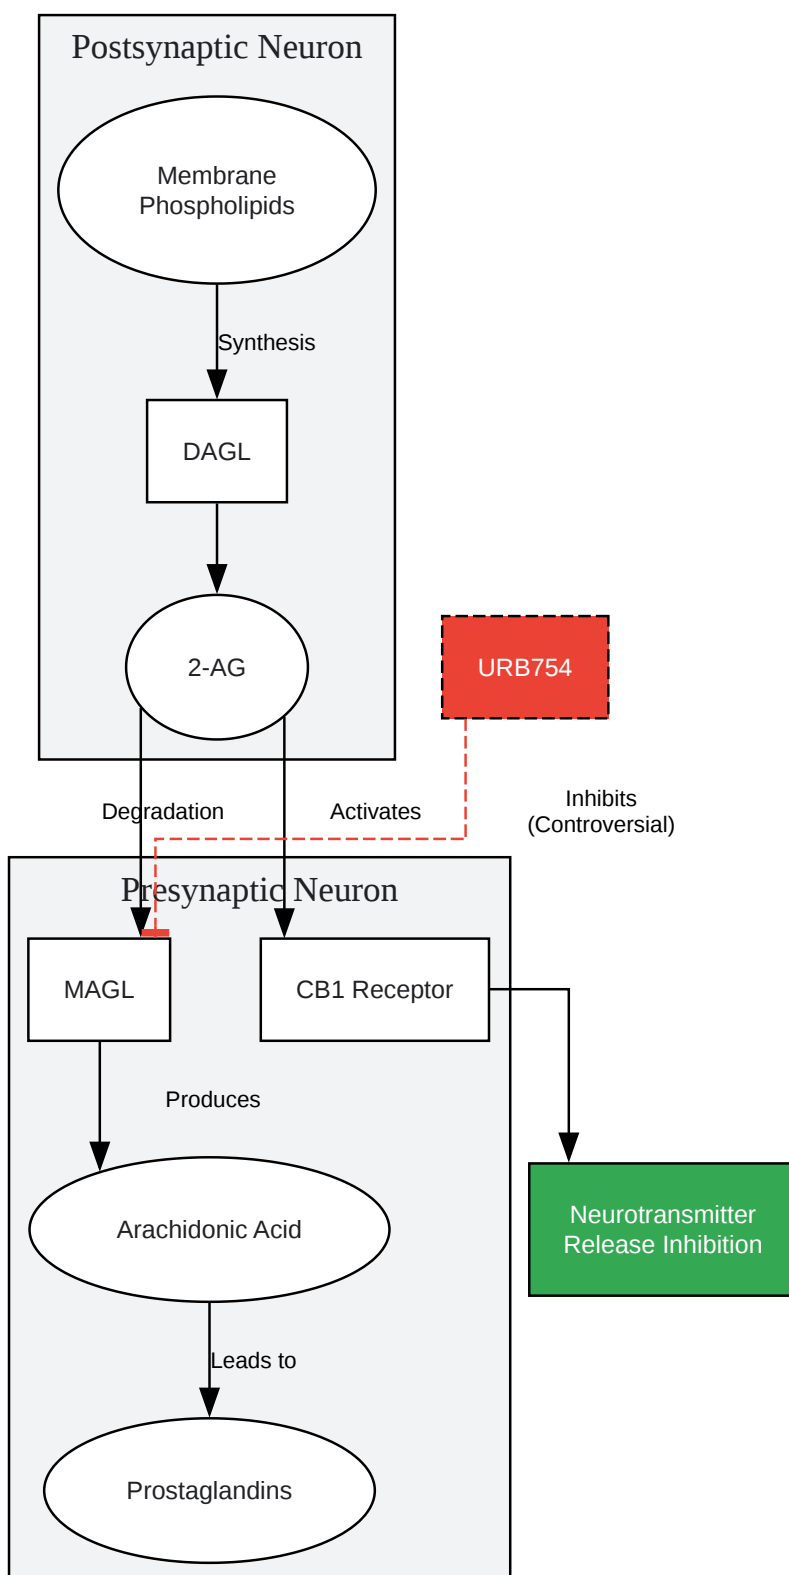 Postsynaptic Neuron
Membrane
Phospholipids
Synthesis
DAGL
2-AG
URB754
Degradation
Activates
Inhibits
(Controversial)
Presynaptic Neuron
MAGL
CB1 Receptor
Produces
Arachidonic Acid
Neurotransmitter
Release Inhibition
Leads to
Prostaglandins